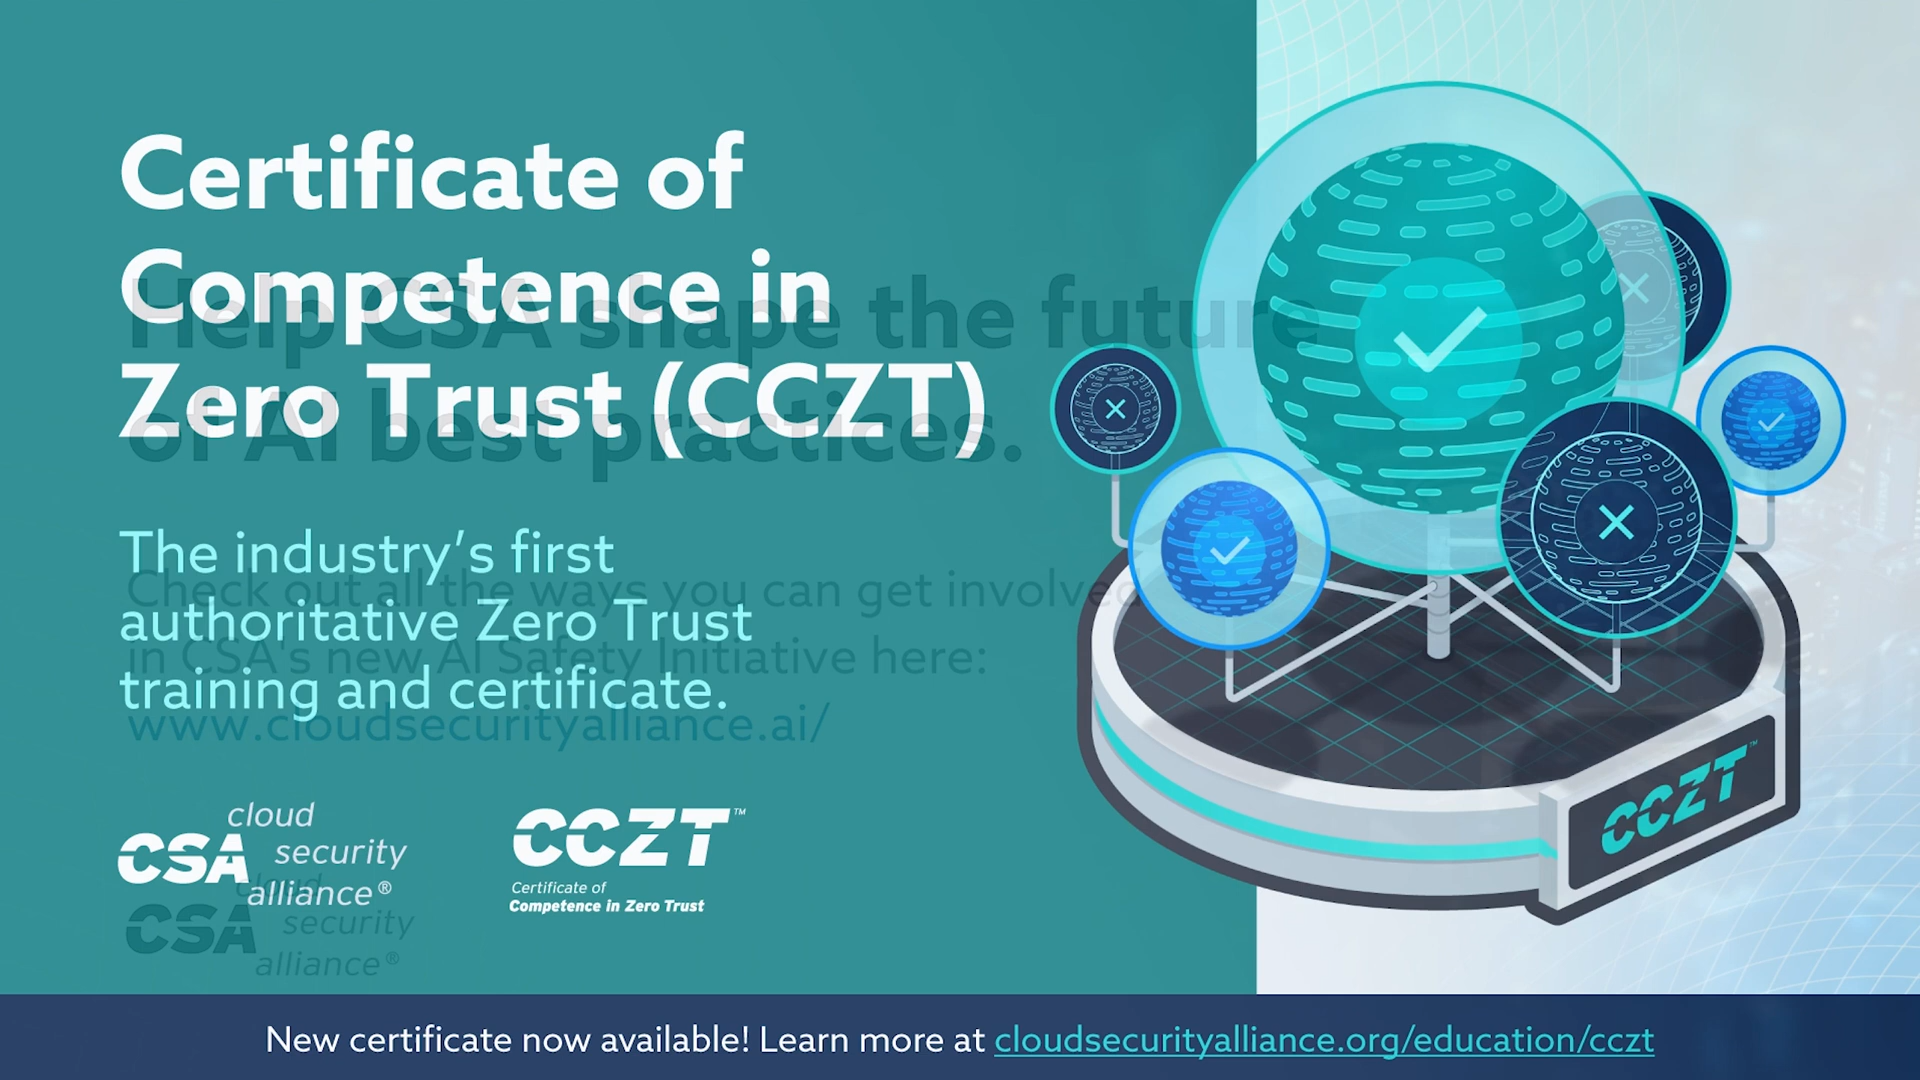 Certificate of
Competence in
Zero Trust (CCZT)
Help CSA shape the future
of AI best practices.
The industry’s first
authoritative Zero Trust
training and certificate.
Check out all the ways you can get involved
in CSA's new AI Safety Initiative here:
www.cloudsecurityalliance.ai/
CSA cloud
security
alliance®
CCZT™
Certificate of
Competence in Zero Trust
CSA cloud
security
alliance®
CCZT™
New certificate now available! Learn more at cloudsecurityalliance.org/education/cczt